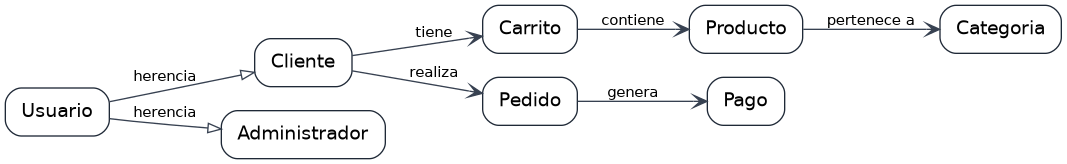 Usuario
herencia
herencia
Cliente
Administrador
tiene
realiza
Carrito
Pedido
contiene
genera
Producto
Pago
pertenece a
Categoria